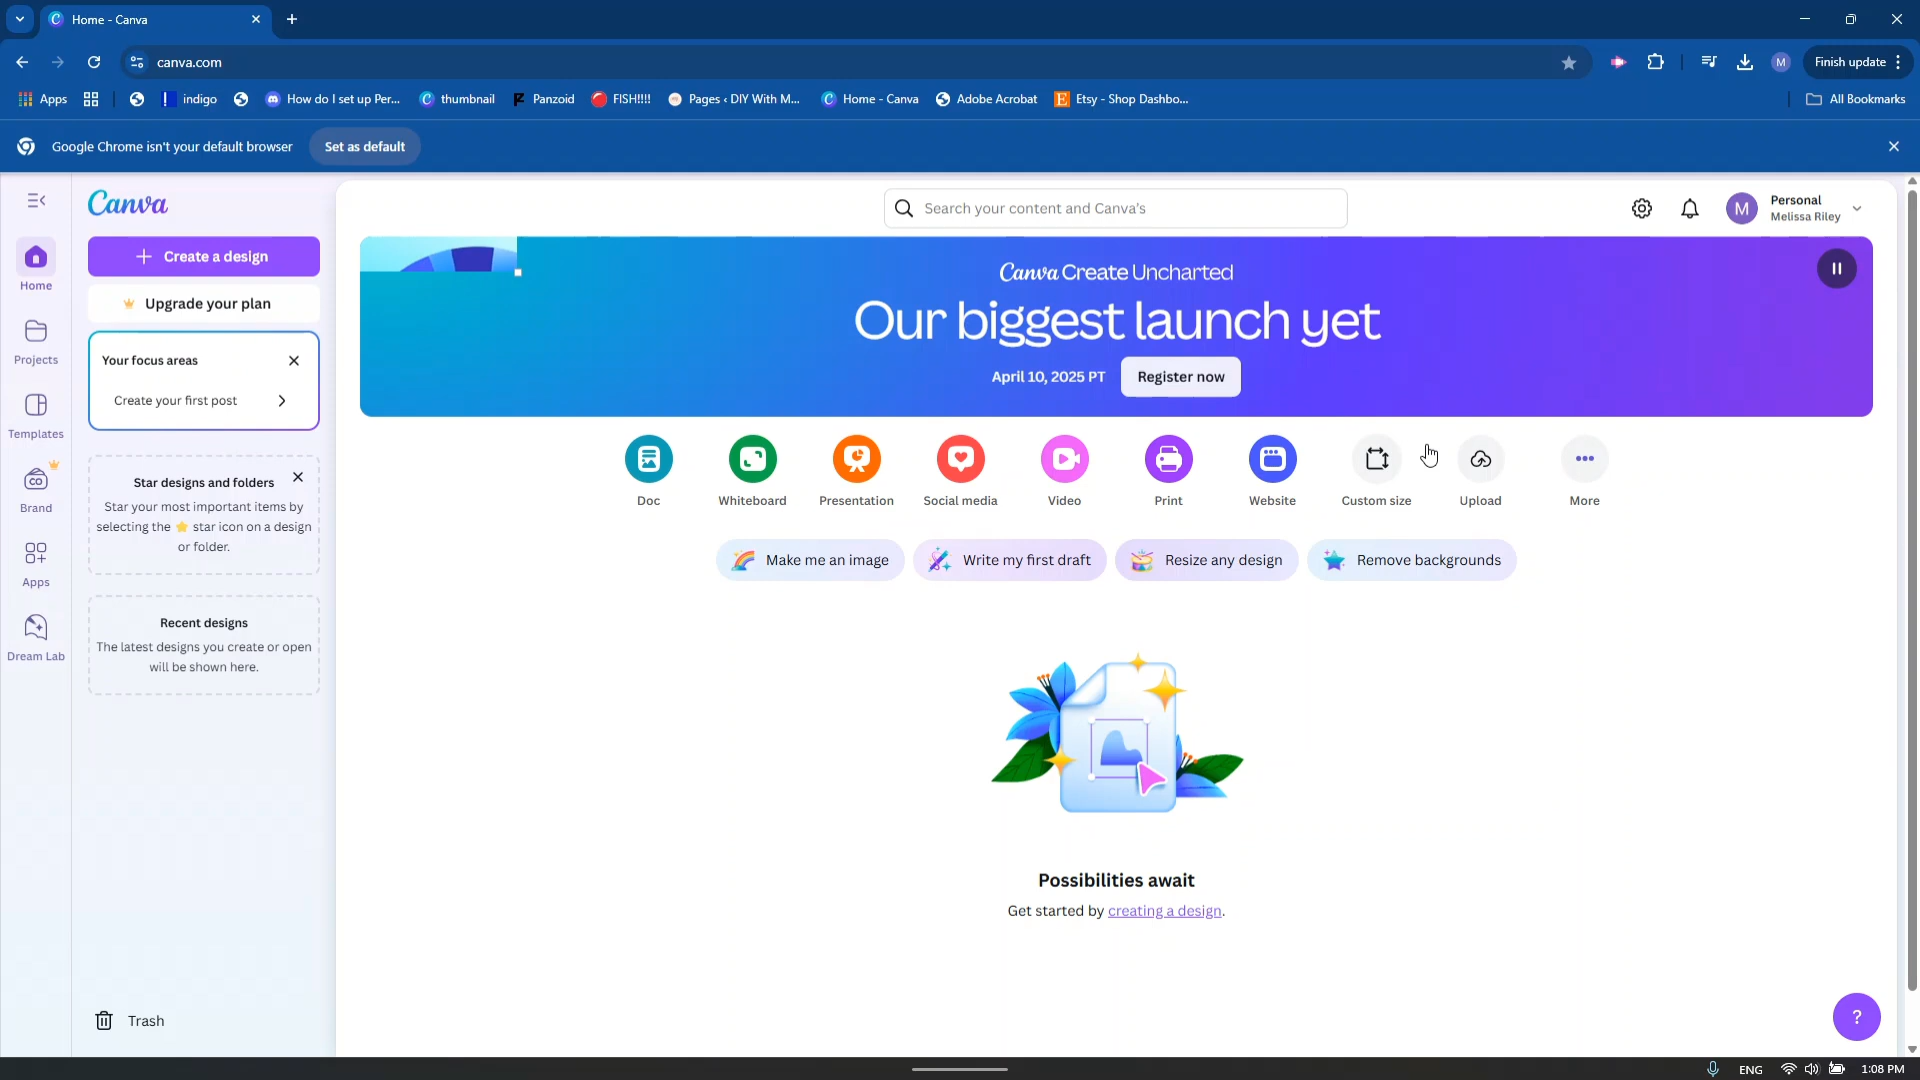 Home - Canva
canva.com
Finish update
Apps
indigo
How do I set up Per...
thumbnail
Panzoid
FISH!!!!
Pages ‹ DIY With M...
Home - Canva
Adobe Acrobat
Etsy - Shop Dashbo...
All Bookmarks
Google Chrome isn't your default browser
Set as default
Canva
Search your content and Canva's
M
Personal
Melissa Riley
Create a design
Home
Upgrade your plan
Your focus areas
Create your first post
Projects
Templates
Brand
Apps
Dream Lab
Star designs and folders
Star your most important items by
selecting the ⭐ star icon on a design
or folder.
Recent designs
The latest designs you create or open
will be shown here.
Trash
Canva Create Uncharted
Our biggest launch yet
April 10, 2025 PT
Register now
Doc
Whiteboard
Presentation
Social media
Video
Print
Website
Custom size
Upload
More
Make me an image
Write my first draft
Resize any design
Remove backgrounds
Possibilities await
Get started by creating a design.
?
ENG
1:08 PM